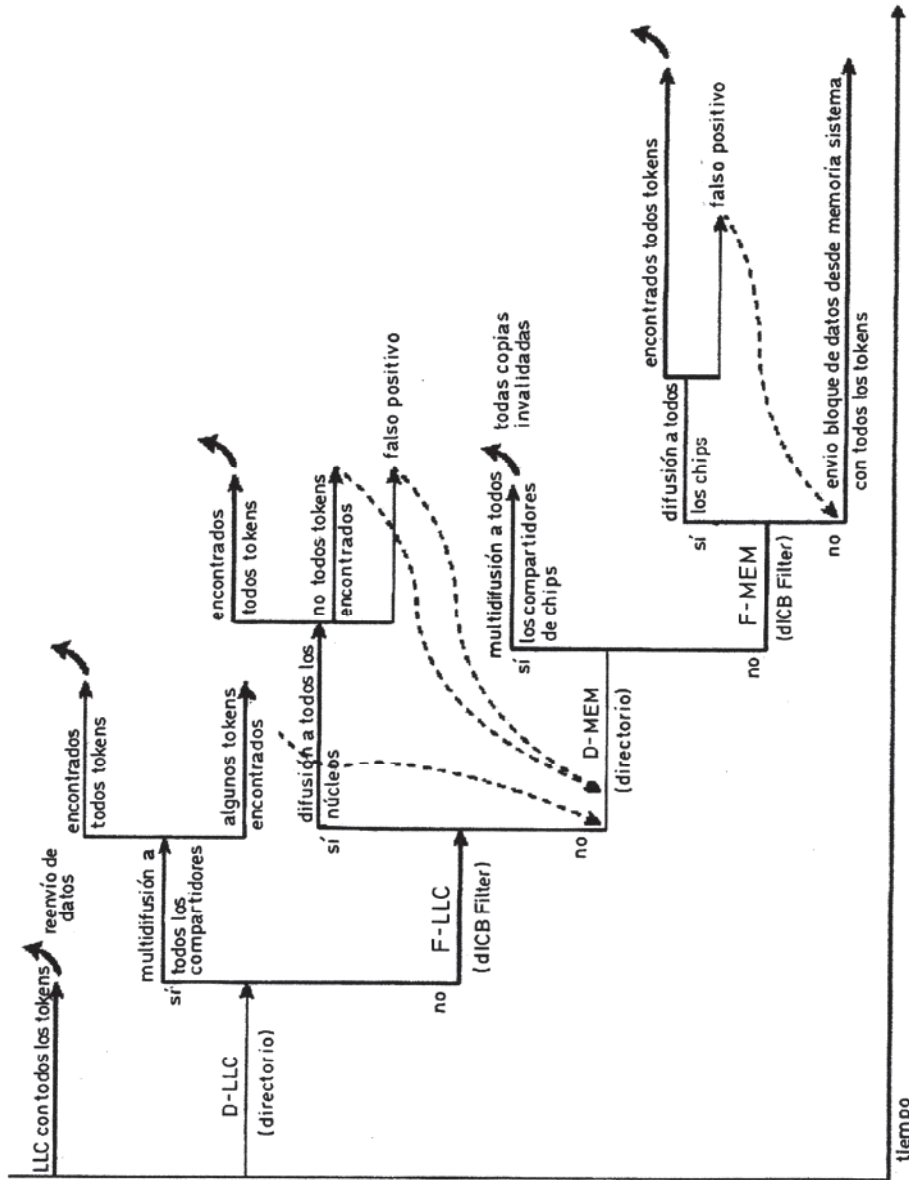 LLC con todos los tokens
reenvío de
datos
D-LLC
(directorio)
sí
multidifusión a
todos los
compartidores
encontrados
todos tokens
algunos tokens
encontrados
no
F-LLC
(dICB Filter)
sí
difusión a todos los
núcleos
encontrados
todos tokens
no todos tokens
encontrados
falso positivo
no
D-MEM
(directorio)
sí
multidifusión a todos
los compartidores
de chips
todas copias
invalidadas
no
F-MEM
(dICB Filter)
sí
difusión a todos
los chips
encontrados todos tokens
falso positivo
no
envio bloque de datos desde memoria sistema
con todos los tokens
tiempo